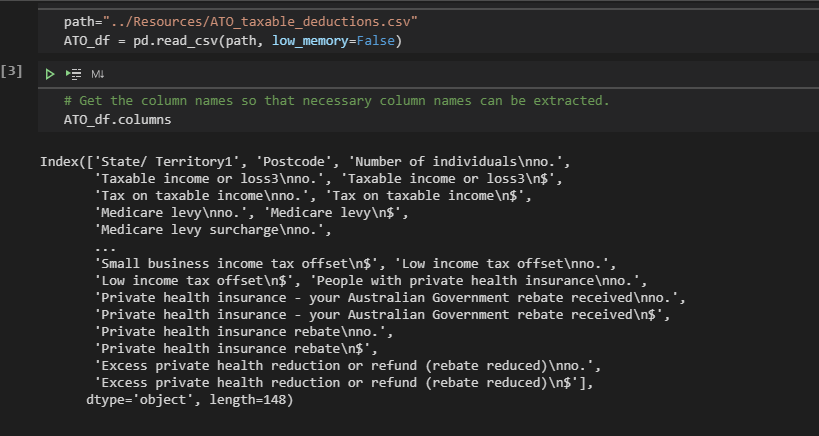 path="../Resources/ATO_taxable_deductions.csv"
ATO_df = pd.read_csv(path, low_memory=False)
[3]
M↓
# Get the column names so that necessary column names can be extracted.
ATO_df.columns
Index(['State/ Territory1', 'Postcode', 'Number of individuals\nno.',
'Taxable income or loss3\nno.', 'Taxable income or loss3\n$',
'Tax on taxable income\nno.', 'Tax on taxable income\n$',
'Medicare levy\nno.', 'Medicare levy\n$',
'Medicare levy surcharge\nno.',
...
'Small business income tax offset\n$', 'Low income tax offset\nno.',
'Low income tax offset\n$', 'People with private health insurance\nno.',
'Private health insurance - your Australian Government rebate received\nno.',
'Private health insurance - your Australian Government rebate received\n$',
'Private health insurance rebate\nno.',
'Private health insurance rebate\n$',
'Excess private health reduction or refund (rebate reduced)\nno.',
'Excess private health reduction or refund (rebate reduced)\n$'],
dtype='object', length=148)